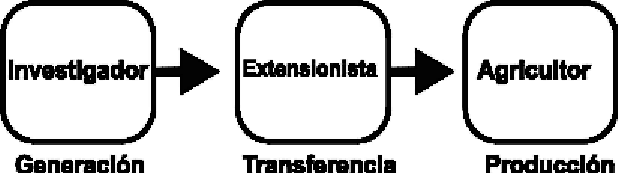 Investigador
Extensionista
Agricultor
Generación
Transferencia
Producción